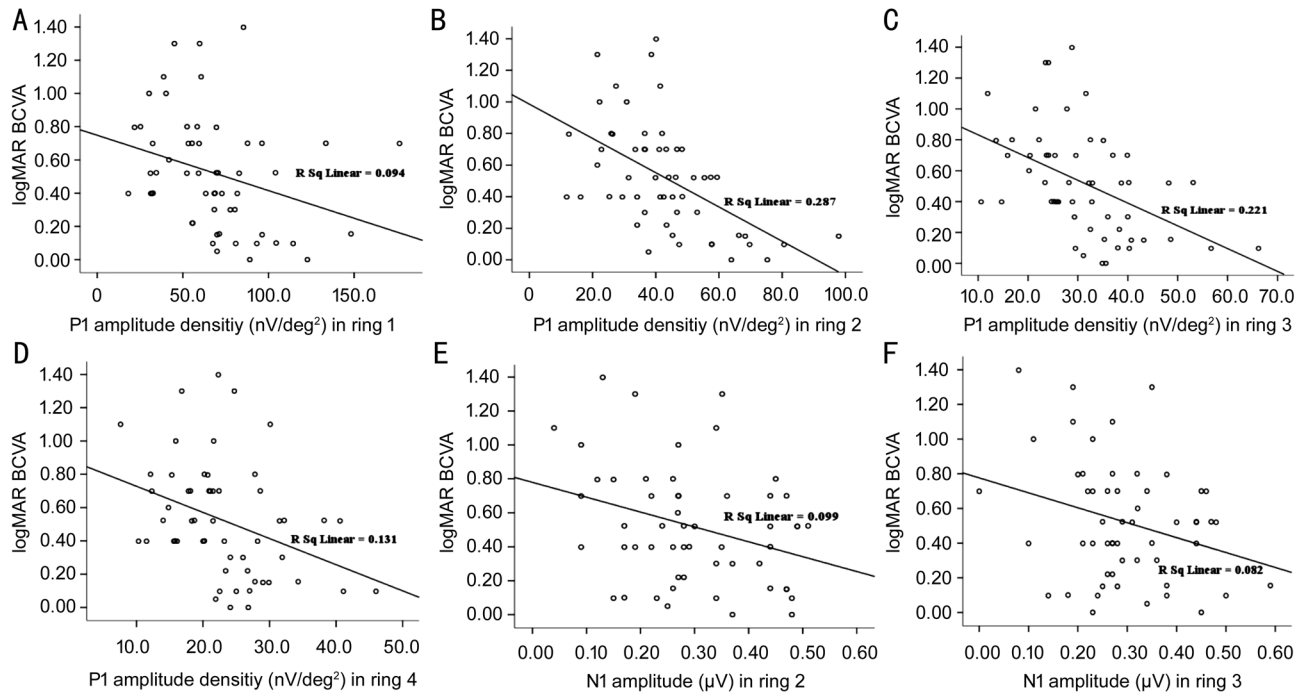 A
1.40
1.20
1.00
0.80
0.60
0.40
0.20
0.00
logMAR BCVA
R Sq Linear = 0.094
0 50.0 100.0 150.0
P1 amplitude densitiy (nV/deg²) in ring 1
B
1.40
1.20
1.00
0.80
0.60
0.40
0.20
0.00
logMAR BCVA
R Sq Linear = 0.287
0 20.0 40.0 60.0 80.0 100.0
P1 amplitude densitiy (nV/deg²) in ring 2
C
1.40
1.20
1.00
0.80
0.60
0.40
0.20
0.00
logMAR BCVA
R Sq Linear = 0.221
10.0 20.0 30.0 40.0 50.0 60.0 70.0
P1 amplitude densitiy (nV/deg²) in ring 3
D
1.40
1.20
1.00
0.80
0.60
0.40
0.20
0.00
logMAR BCVA
R Sq Linear = 0.131
10.0 20.0 30.0 40.0 50.0
P1 amplitude densitiy (nV/deg²) in ring 4
E
1.40
1.20
1.00
0.80
0.60
0.40
0.20
0.00
logMAR BCVA
R Sq Linear = 0.099
0.00 0.10 0.20 0.30 0.40 0.50 0.60
N1 amplitude (μV) in ring 2
F
1.40
1.20
1.00
0.80
0.60
0.40
0.20
0.00
logMAR BCVA
R Sq Linear = 0.082
0.00 0.10 0.20 0.30 0.40 0.50 0.60
N1 amplitude (μV) in ring 3